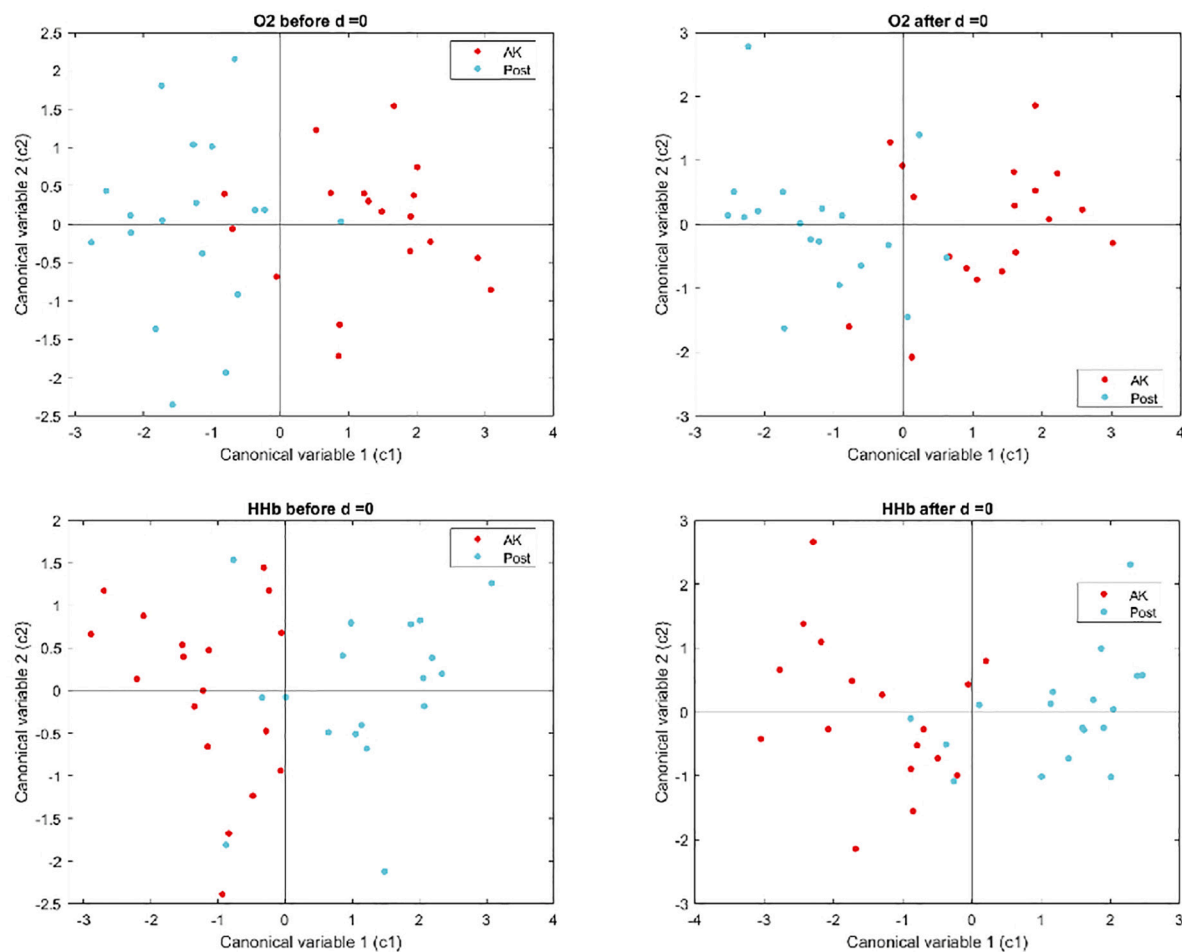 O2 before d =0
2.5
2
1.5
1
0.5
0
-0.5
-1
-1.5
-2
-2.5
Canonical variable 2 (c2)
AK
Post
-3 -2 -1 0 1 2 3 4
Canonical variable 1 (c1)
O2 after d =0
3
2
1
0
-1
-2
-3
Canonical variable 2 (c2)
AK
Post
-3 -2 -1 0 1 2 3 4
Canonical variable 1 (c1)
HHb before d =0
2
1.5
1
0.5
0
-0.5
-1
-1.5
-2
-2.5
Canonical variable 2 (c2)
AK
Post
-3 -2 -1 0 1 2 3 4
Canonical variable 1 (c1)
HHb after d =0
3
2
1
0
-1
-2
-3
Canonical variable 2 (c2)
AK
Post
-4 -3 -2 -1 0 1 2 3
Canonical variable 1 (c1)